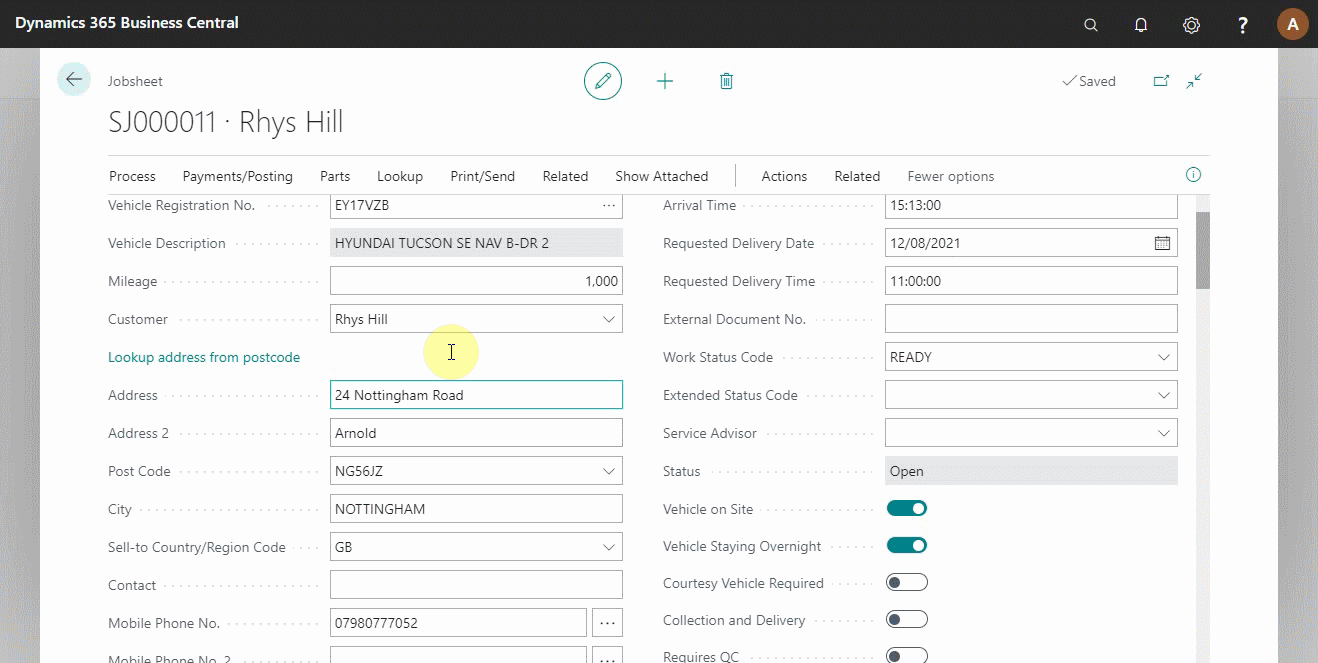 Dynamics 365 Business Central
A
Jobsheet
Saved
SJ000011 · Rhys Hill
Process Payments/Posting Parts Lookup Print/Send Related Show Attached Actions Related Fewer options
Vehicle Registration No. EY17VZB
Vehicle Description HYUNDAI TUCSON SE NAV B-DR 2
Mileage 1,000
Customer Rhys Hill
Lookup address from postcode
Address 24 Nottingham Road
Address 2 Arnold
Post Code NG56JZ
City NOTTINGHAM
Sell-to Country/Region Code GB
Contact
Mobile Phone No. 07980777052
Mobile Phone No. 2
Arrival Time 15:13:00
Requested Delivery Date 12/08/2021
Requested Delivery Time 11:00:00
External Document No.
Work Status Code READY
Extended Status Code
Service Advisor
Status Open
Vehicle on Site
Vehicle Staying Overnight
Courtesy Vehicle Required
Collection and Delivery
Requires QC